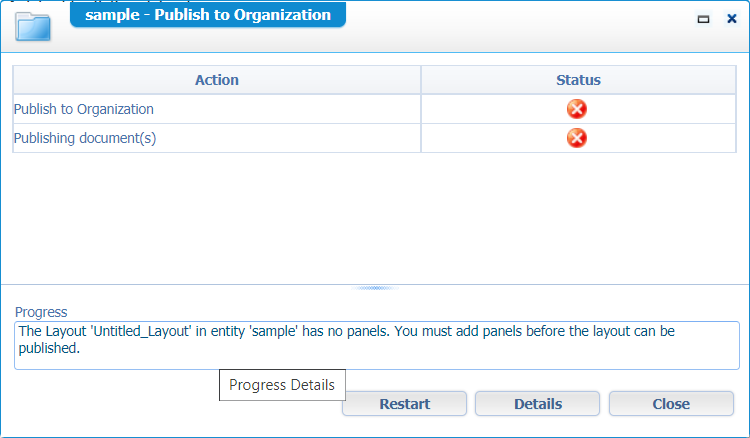 sample - Publish to Organization
Action Status
Publish to Organization
Publishing document(s)
Progress
The Layout 'Untitled_Layout' in entity 'sample' has no panels. You must add panels before the layout can be
published.
Progress Details
Restart Details Close